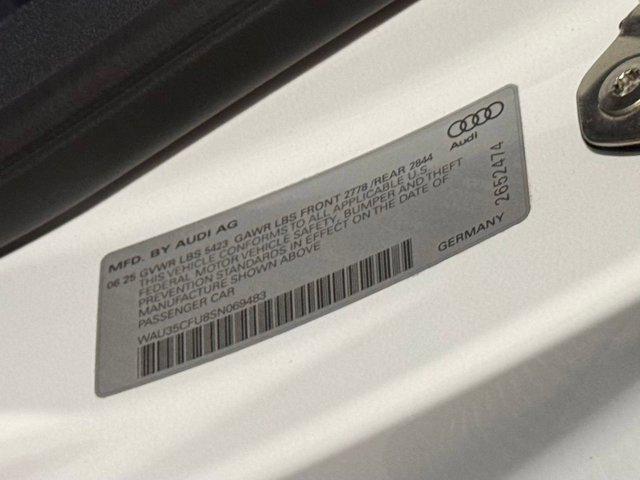 Audi
MFD. BY AUDI AG
06 25 GVWR LBS 5423 GAWR LBS FRONT 2778 /REAR 2844
THIS VEHICLE CONFORMS TO ALL APPLICABLE U.S.
FEDERAL MOTOR VEHICLE SAFETY, BUMPER AND THEFT
PREVENTION STANDARDS IN EFFECT ON THE DATE OF
MANUFACTURE SHOWN ABOVE
PASSENGER CAR
WAU35CFU8SN069483
GERMANY
2652474